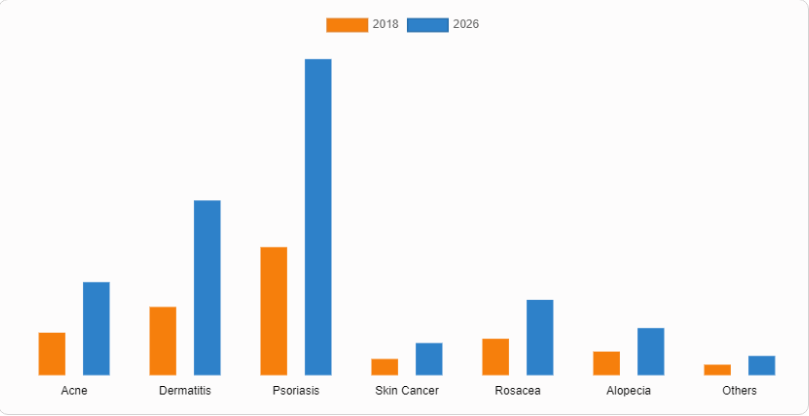 2018 2026
Acne Dermatitis Psoriasis Skin Cancer Rosacea Alopecia Others